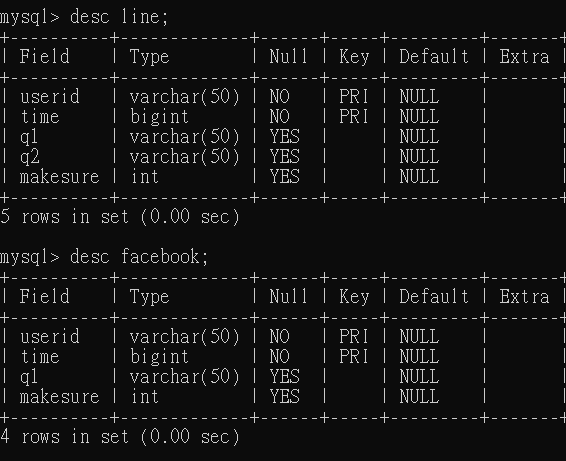 mysql> desc line;
+----------+-------------+------+-----+---------+-------+
| Field    | Type        | Null | Key | Default | Extra |
+----------+-------------+------+-----+---------+-------+
| userid   | varchar(50) | NO   | PRI | NULL    |       |
| time     | bigint      | NO   | PRI | NULL    |       |
| q1       | varchar(50) | YES  |     | NULL    |       |
| q2       | varchar(50) | YES  |     | NULL    |       |
| makesure | int         | YES  |     | NULL    |       |
+----------+-------------+------+-----+---------+-------+
5 rows in set (0.00 sec)
mysql> desc facebook;
+----------+-------------+------+-----+---------+-------+
| Field    | Type        | Null | Key | Default | Extra |
+----------+-------------+------+-----+---------+-------+
| userid   | varchar(50) | NO   | PRI | NULL    |       |
| time     | bigint      | NO   | PRI | NULL    |       |
| q1       | varchar(50) | YES  |     | NULL    |       |
| makesure | int         | YES  |     | NULL    |       |
+----------+-------------+------+-----+---------+-------+
4 rows in set (0.00 sec)